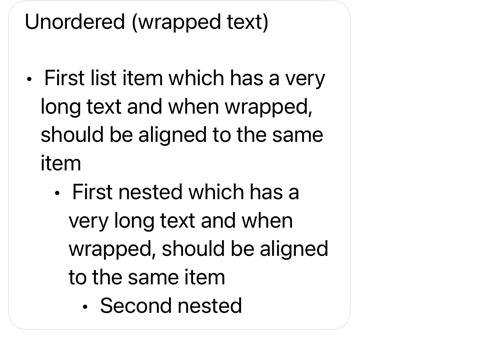 Unordered (wrapped text)
• First list item which has a very
long text and when wrapped,
should be aligned to the same
item
• First nested which has a
very long text and when
wrapped, should be aligned
to the same item
• Second nested